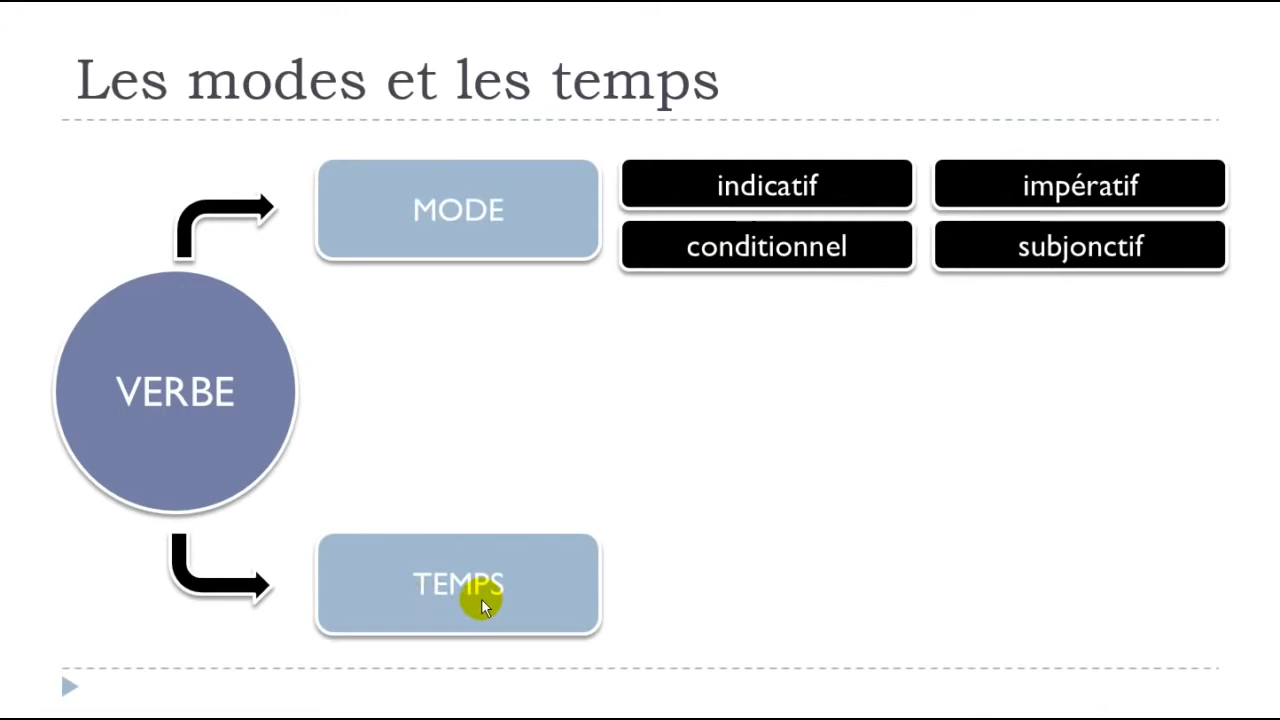 Les modes et les temps
MODE
indicatif
impératif
conditionnel
subjonctif
VERBE
TEMPS